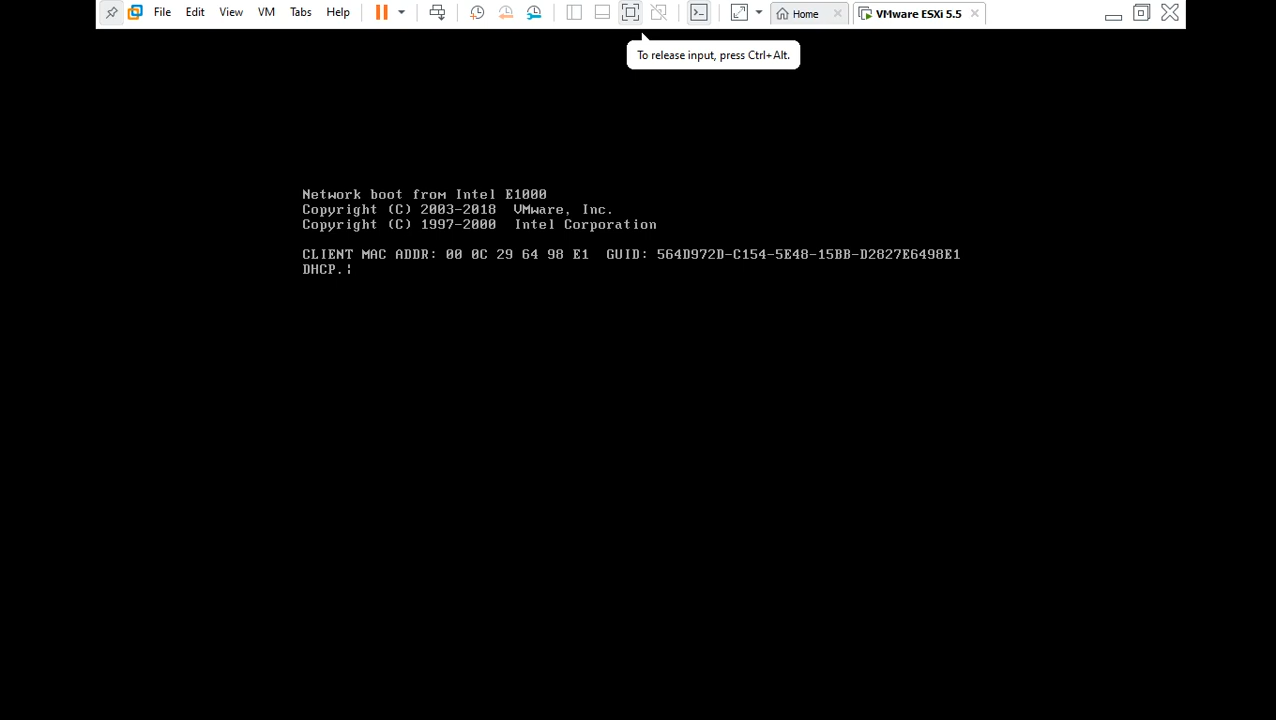 File Edit View VM Tabs Help Home VMware ESXi 5.5
To release input, press Ctrl+Alt.
Network boot from Intel E1000
Copyright (C) 2003-2018 VMware, Inc.
Copyright (C) 1997-2000 Intel Corporation
CLIENT MAC ADDR: 00 0C 29 64 98 E1 GUID: 564D972D-C154-5E48-15BB-D2827E6498E1
DHCP.¦